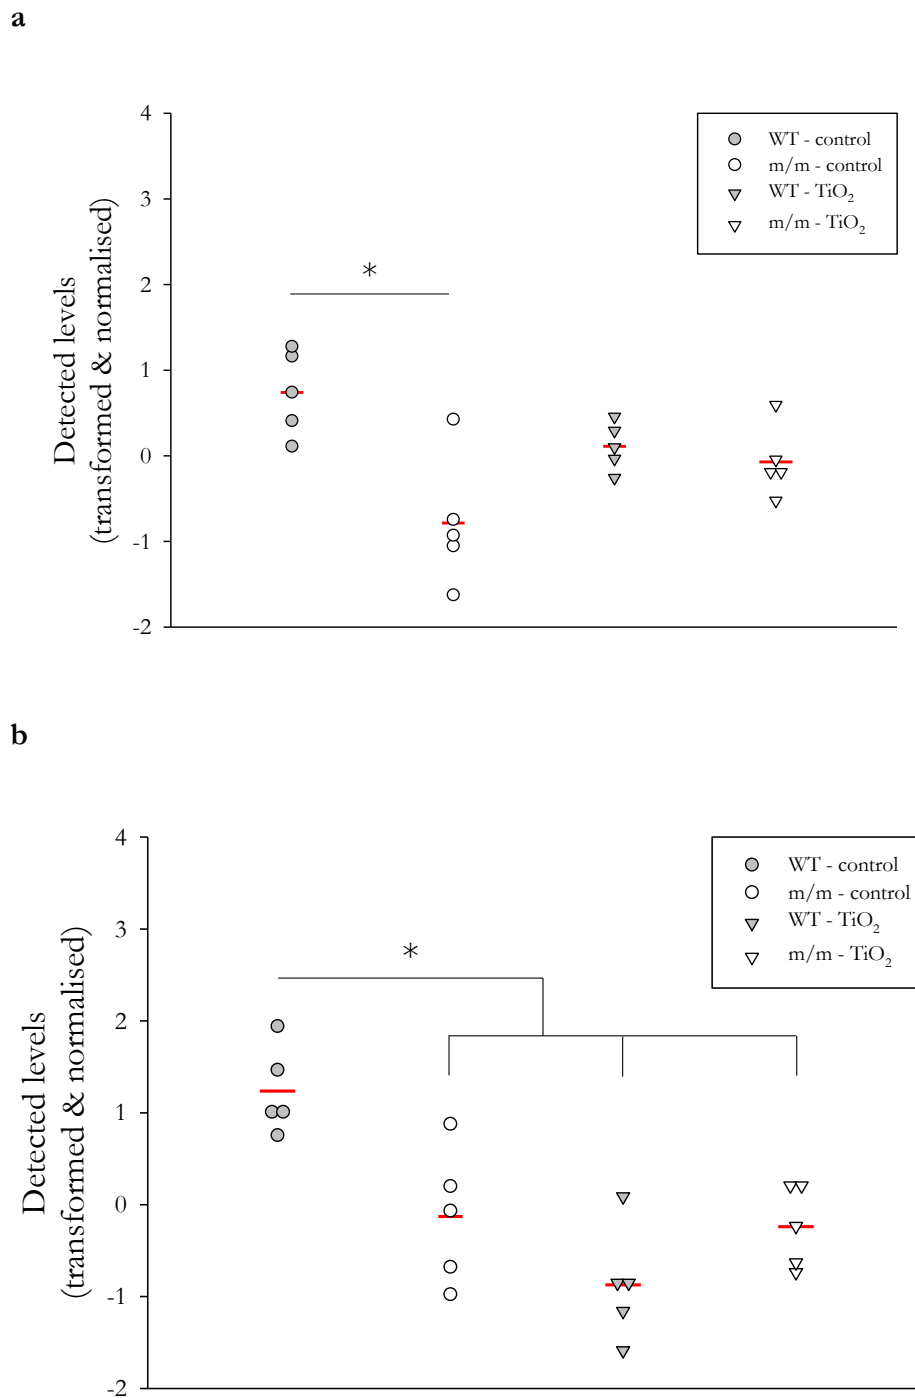 a
Detected levels
(transformed & normalised)
4
3
2
1
0
-1
-2
*
WT - control
m/m - control
WT - TiO₂
m/m - TiO₂
b
Detected levels
(transformed & normalised)
4
3
2
1
0
-1
-2
*
WT - control
m/m - control
WT - TiO₂
m/m - TiO₂